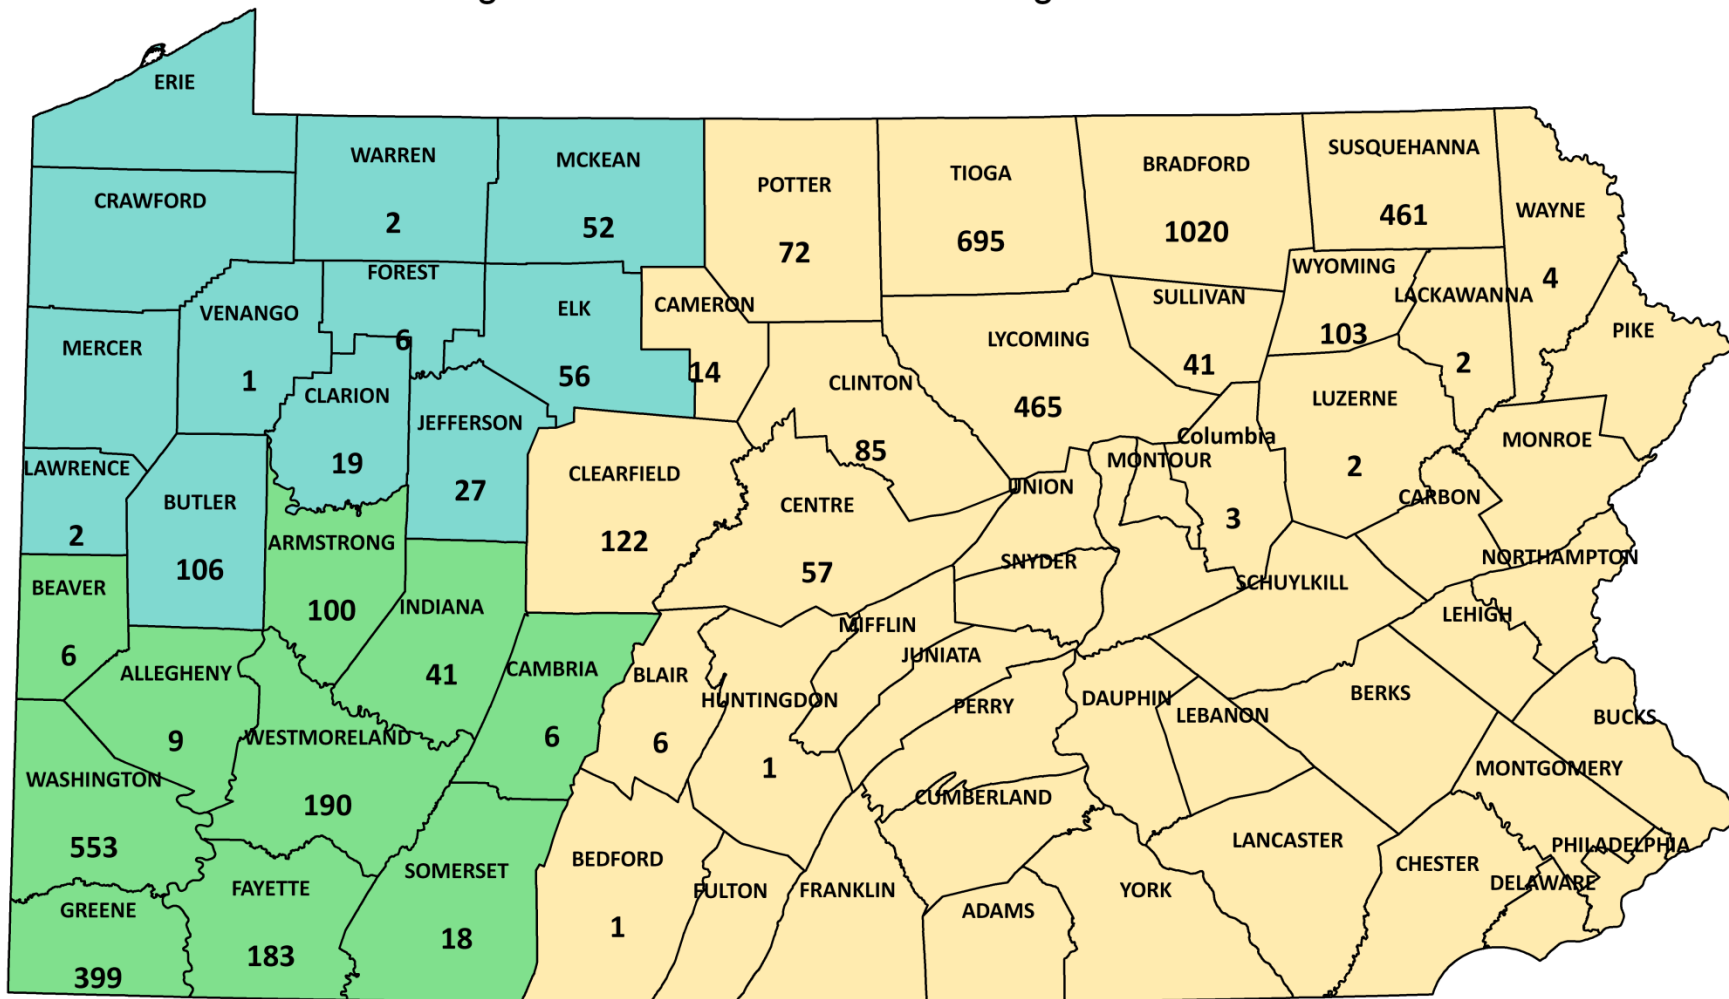 ERIE
WARREN
2
MCKEAN
52
POTTER
72
TIOGA
695
BRADFORD
1020
SUSQUEHANNA
461
WAYNE
4
CRAWFORD
FOREST
6
VENANGO
1
ELK
56
CAMERON
14
LYCOMING
465
SULLIVAN
41
WYOMING
103
LACKAWANNA
2
PIKE
MERCER
CLARION
19
JEFFERSON
27
CLINTON
85
LUZERNE
2
Columbia
3
MONTOUR
MONROE
LAWRENCE
2
BUTLER
106
CLEARFIELD
122
CENTRE
57
UNION
CARBON
ARMSTRONG
100
SNYDER
SCHUYLKILL
NORTHAMPTON
BEAVER
6
INDIANA
41
MIFFLIN
LEHIGH
ALLEGHENY
9
CAMBRIA
6
BLAIR
6
JUNIATA
HUNTINGDON
1
PERRY
DAUPHIN
LEBANON
BERKS
BUCKS
WESTMORELAND
190
WASHINGTON
553
CUMBERLAND
MONTGOMERY
LANCASTER
PHILADELPHIA
CHESTER
DELAWARE
GREENE
399
FAYETTE
183
SOMERSET
18
BEDFORD
1
FULTON
FRANKLIN
ADAMS
YORK